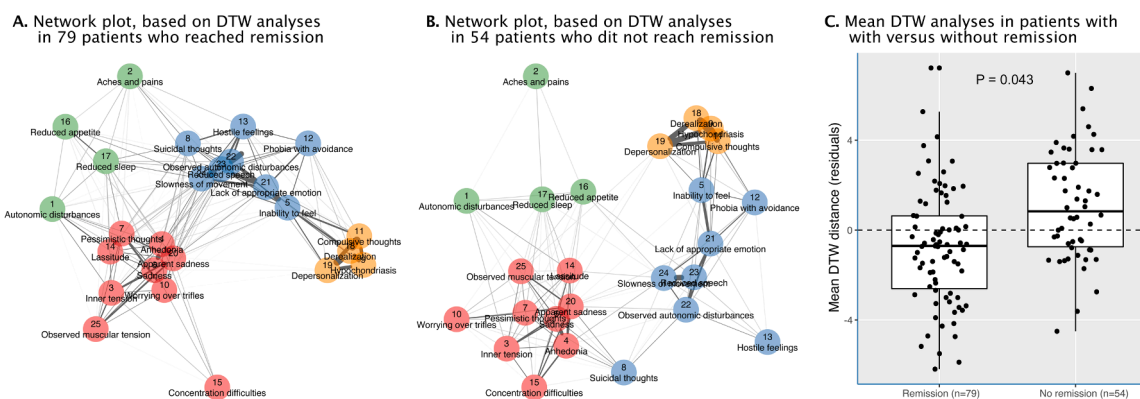 A. Network plot, based on DTW analyses
in 79 patients who reached remission
2
Aches and pains
16
Reduced appetite
13
Hostile feelings
8
Suicidal thoughts
12
Phobia with avoidance
17
Reduced sleep
22
Observed autonomic disturbances
23
Reduced speech
Slowness of movement
21
Lack of appropriate emotion
1
Autonomic disturbances
5
Inability to feel
7
Pessimistic thoughts
4
Anhedonia
14
Lassitude
20
Apparent sadness
Sadness
11
Compulsive thoughts
Derealization
19
Hypochondriasis
Depersonalization
3
Inner tension
10
Worrying over trifles
25
Observed muscular tension
15
Concentration difficulties
B. Network plot, based on DTW analyses
in 54 patients who dit not reach remission
2
Aches and pains
18
Derealization
Hypochondriasis
19
Depersonalization
Compulsive thoughts
1
Autonomic disturbances
17
Reduced sleep
16
Reduced appetite
5
Inability to feel
12
Phobia with avoidance
21
Lack of appropriate emotion
25
Observed muscular tension
14
Lassitude
24
Slowness of movement
23
Reduced speech
10
Worrying over trifles
7
Pessimistic thoughts
20
Apparent sadness
Sadness
22
Observed autonomic disturbances
3
Inner tension
4
Anhedonia
13
Hostile feelings
8
Suicidal thoughts
15
Concentration difficulties
C. Mean DTW analyses in patients with
with versus without remission
P = 0.043
Mean DTW distance (residuals)
4
0
-4
Remission (n=79)
No remission (n=54)